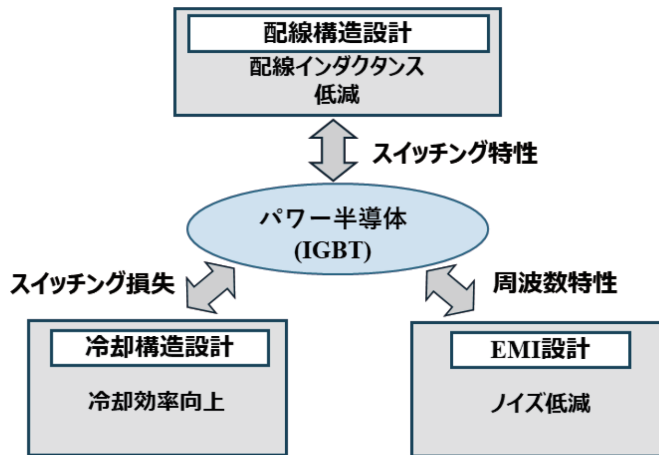 配線構造設計
配線インダクタンス
低減
スイッチング特性
パワー半導体
(IGBT)
スイッチング損失
周波数特性
冷却構造設計
冷却効率向上
EMI設計
ノイズ低減